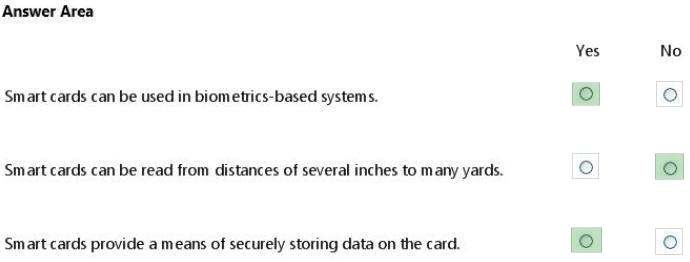 Answer Area
Yes No
Smart cards can be used in biometrics-based systems.
Smart cards can be read from distances of several inches to many yards.
Smart cards provide a means of securely storing data on the card.